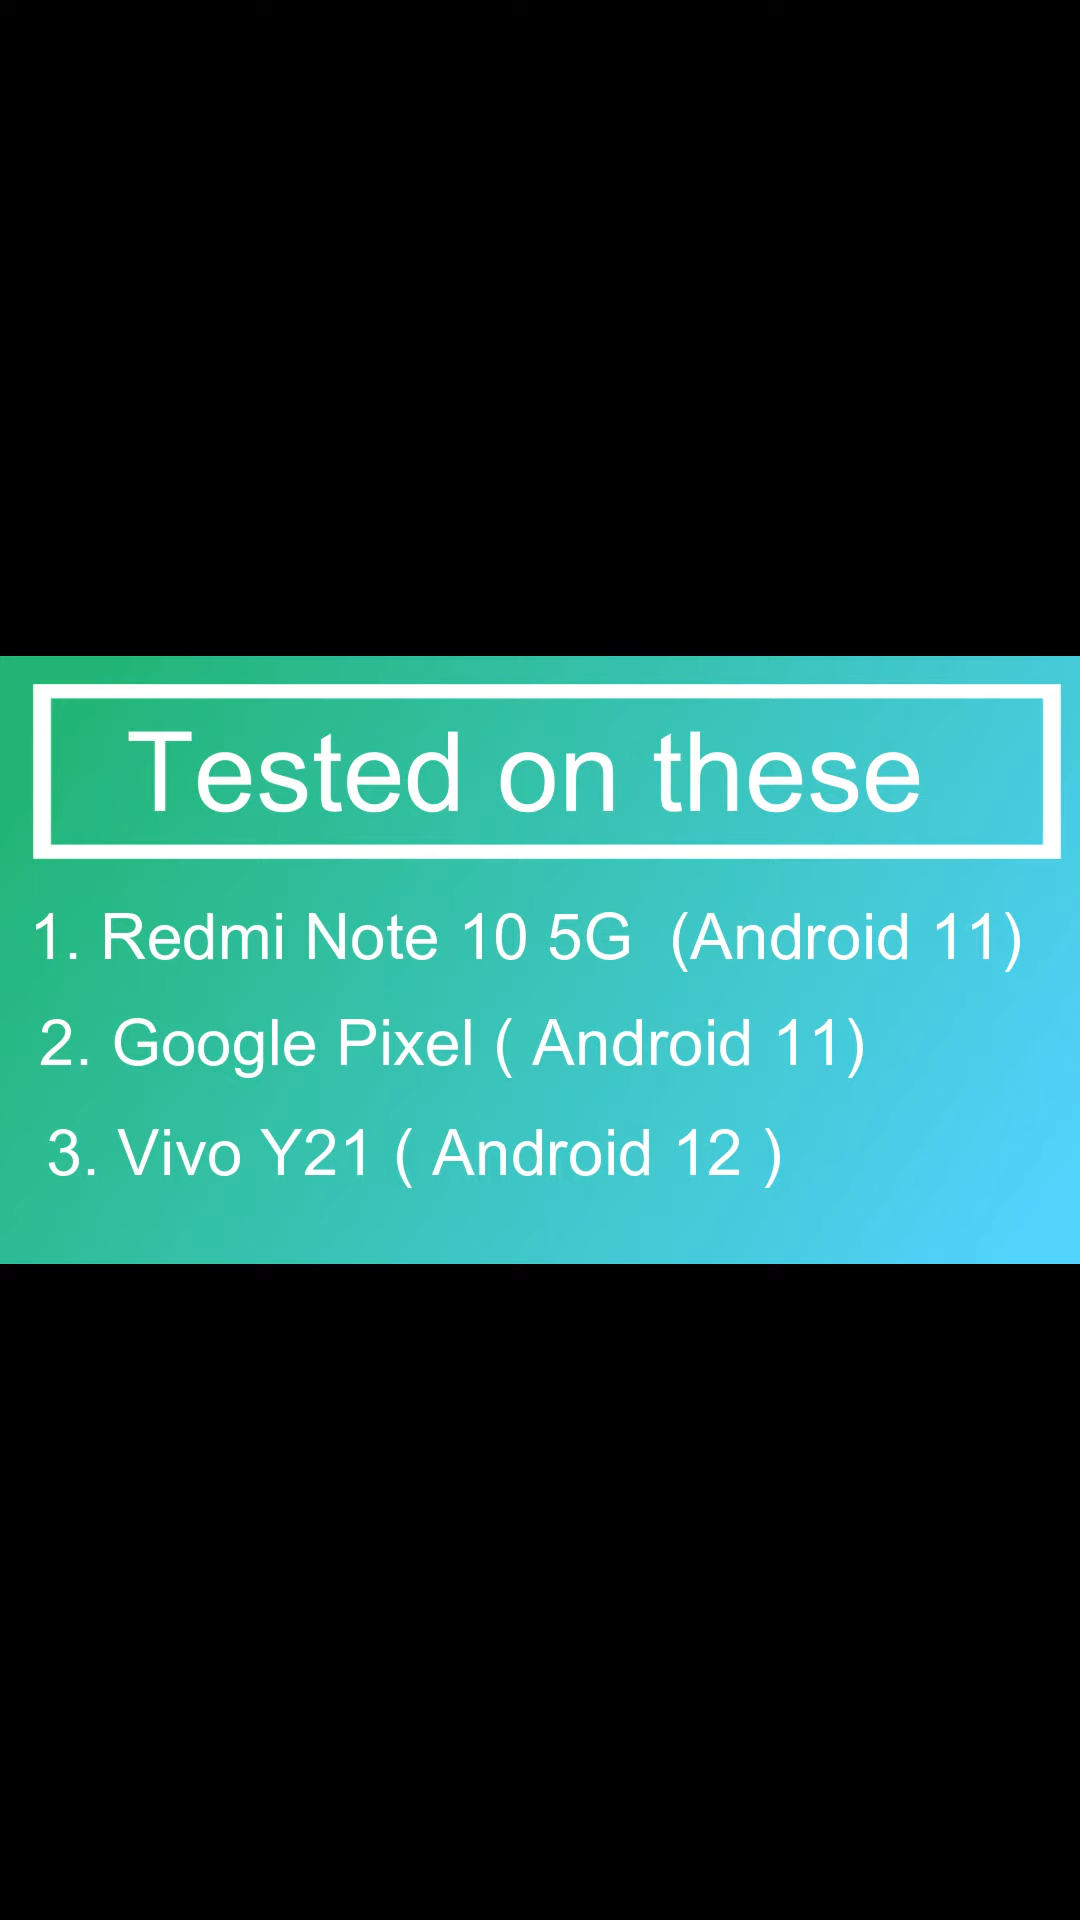 Tested on these
1. Redmi Note 10 5G  (Android 11)
2. Google Pixel ( Android 11)
3. Vivo Y21 ( Android 12 )